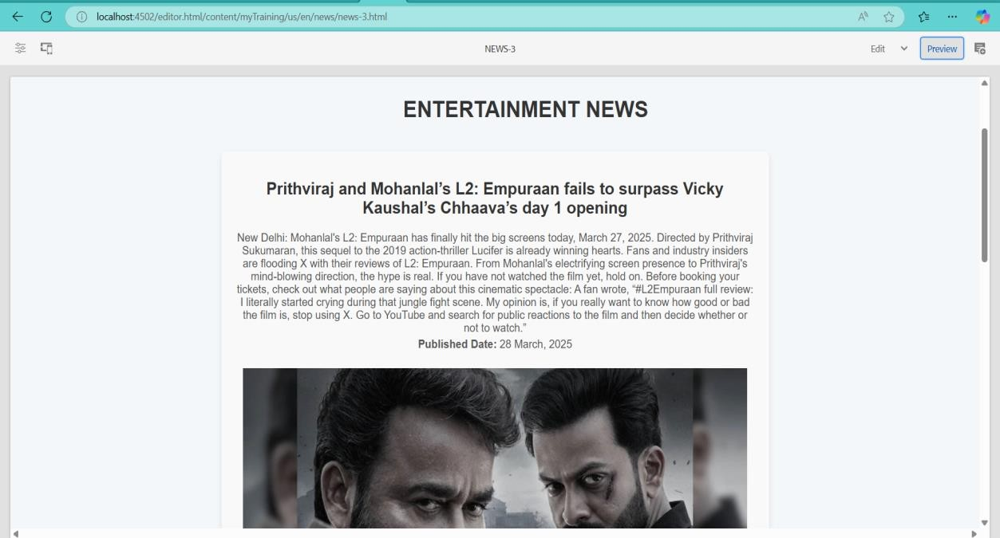 localhost:4502/editor.html/content/myTraining/us/en/news/news-3.html
NEWS-3
Edit
Preview
ENTERTAINMENT NEWS
Prithviraj and Mohanlal’s L2: Empuraan fails to surpass Vicky
Kaushal’s Chhaava’s day 1 opening
New Delhi: Mohanlal's L2: Empuraan has finally hit the big screens today, March 27, 2025. Directed by Prithviraj
Sukumaran, this sequel to the 2019 action-thriller Lucifer is already winning hearts. Fans and industry insiders
are flooding X with their reviews of L2: Empuraan. From Mohanlal's electrifying screen presence to Prithviraj's
mind-blowing direction, the hype is real. If you have not watched the film yet, hold on. Before booking your
tickets, check out what people are saying about this cinematic spectacle: A fan wrote, “#L2Empuraan full review:
I literally started crying during that jungle fight scene. My opinion is, if you really want to know how good or bad
the film is, stop using X. Go to YouTube and search for public reactions to the film and then decide whether or
not to watch.”
Published Date: 28 March, 2025